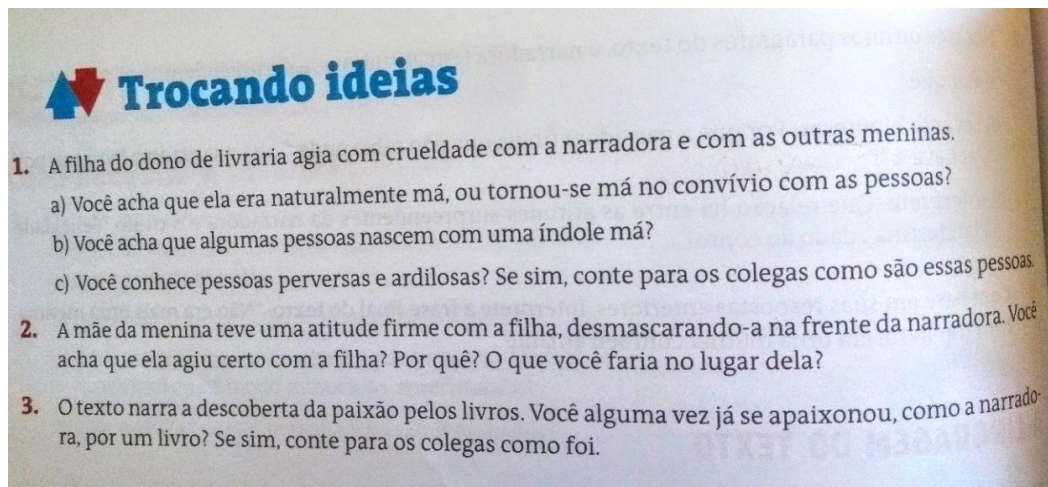 Trocando ideias
1. A filha do dono de livraria agia com crueldade com a narradora e com as outras meninas.
a) Você acha que ela era naturalmente má, ou tornou-se má no convívio com as pessoas?
b) Você acha que algumas pessoas nascem com uma índole má?
c) Você conhece pessoas perversas e ardilosas? Se sim, conte para os colegas como são essas pessoas.
2. A mãe da menina teve uma atitude firme com a filha, desmascarando-a na frente da narradora. Você
acha que ela agiu certo com a filha? Por quê? O que você faria no lugar dela?
3. O texto narra a descoberta da paixão pelos livros. Você alguma vez já se apaixonou, como a narrado-
ra, por um livro? Se sim, conte para os colegas como foi.